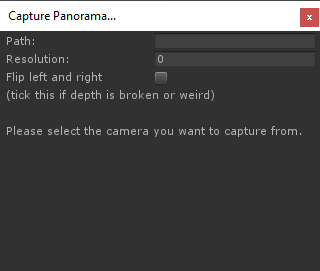 Capture Panorama...
x
Path:
Resolution: 0
Flip left and right
(tick this if depth is broken or weird)
Please select the camera you want to capture from.